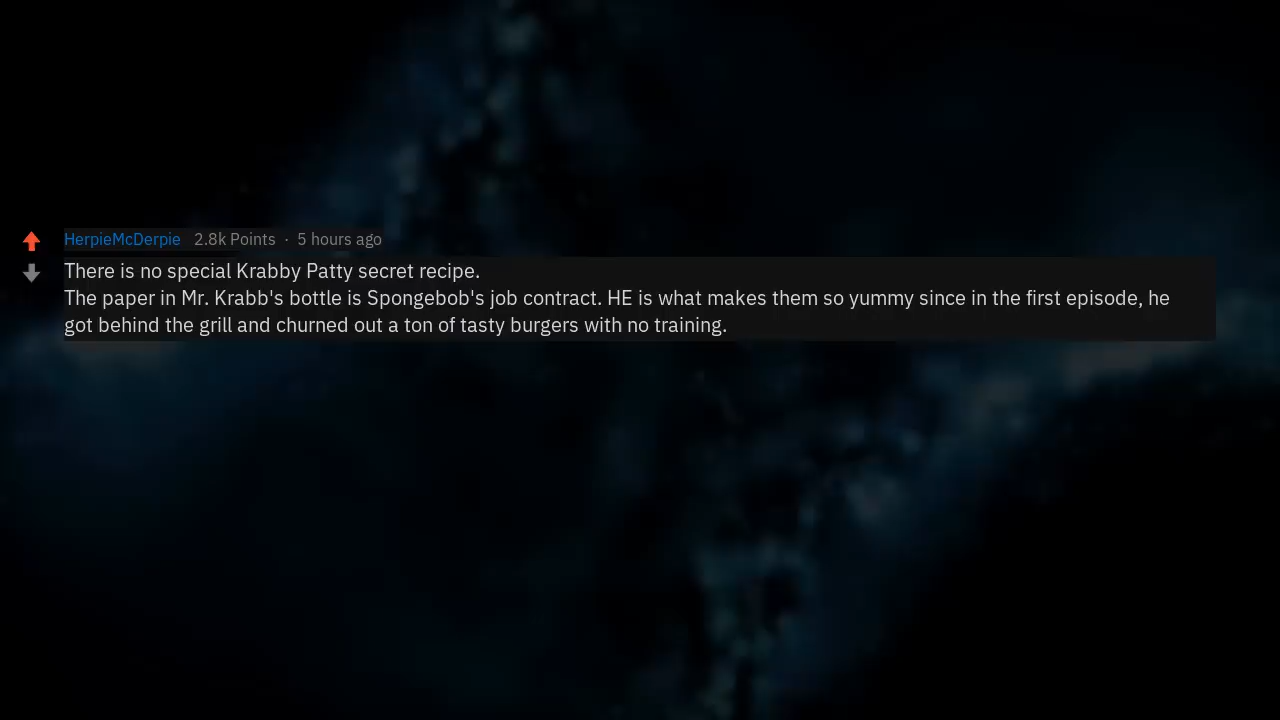 HerpieMcDerpie 2.8k Points · 5 hours ago
There is no special Krabby Patty secret recipe.
The paper in Mr. Krabb's bottle is Spongebob's job contract. HE is what makes them so yummy since in the first episode, he
got behind the grill and churned out a ton of tasty burgers with no training.